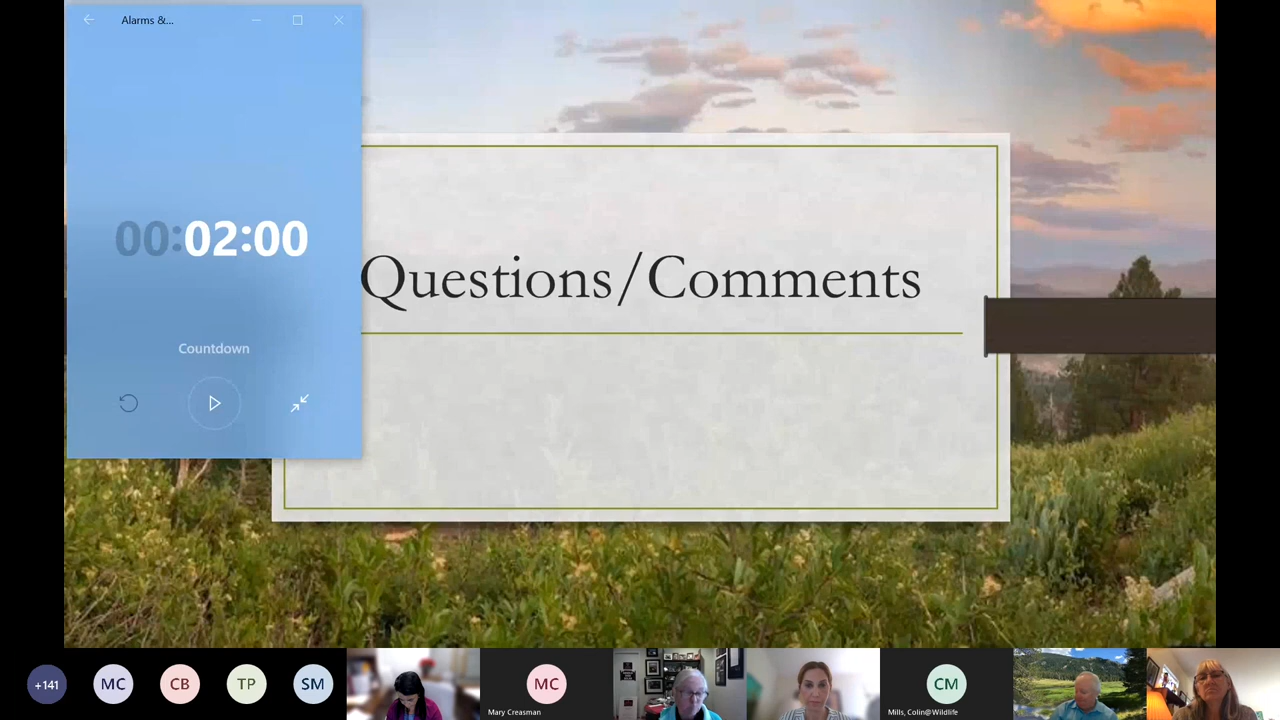 Alarms &...
00:02:00
Countdown
Questions/Comments
+141
MC
CB
TP
SM
MC
Mary Creasman
CM
Mills, Colin@Wildlife